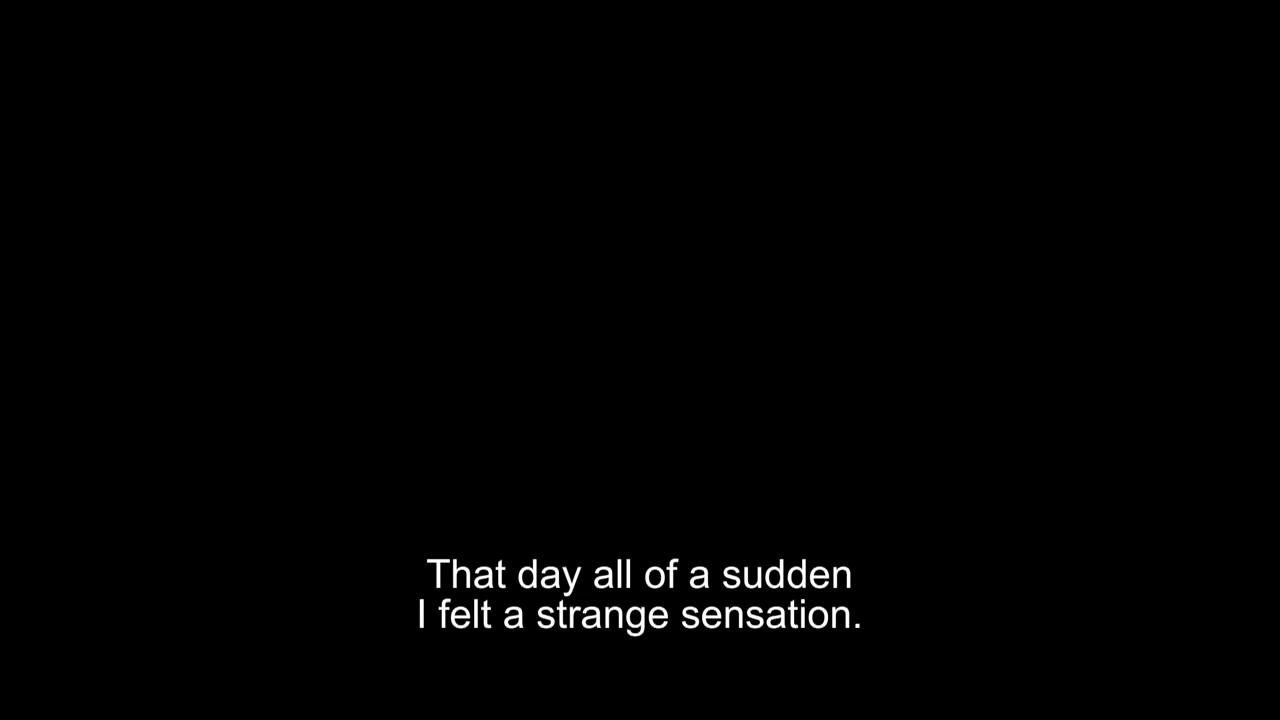 That day all of a sudden
I felt a strange sensation.